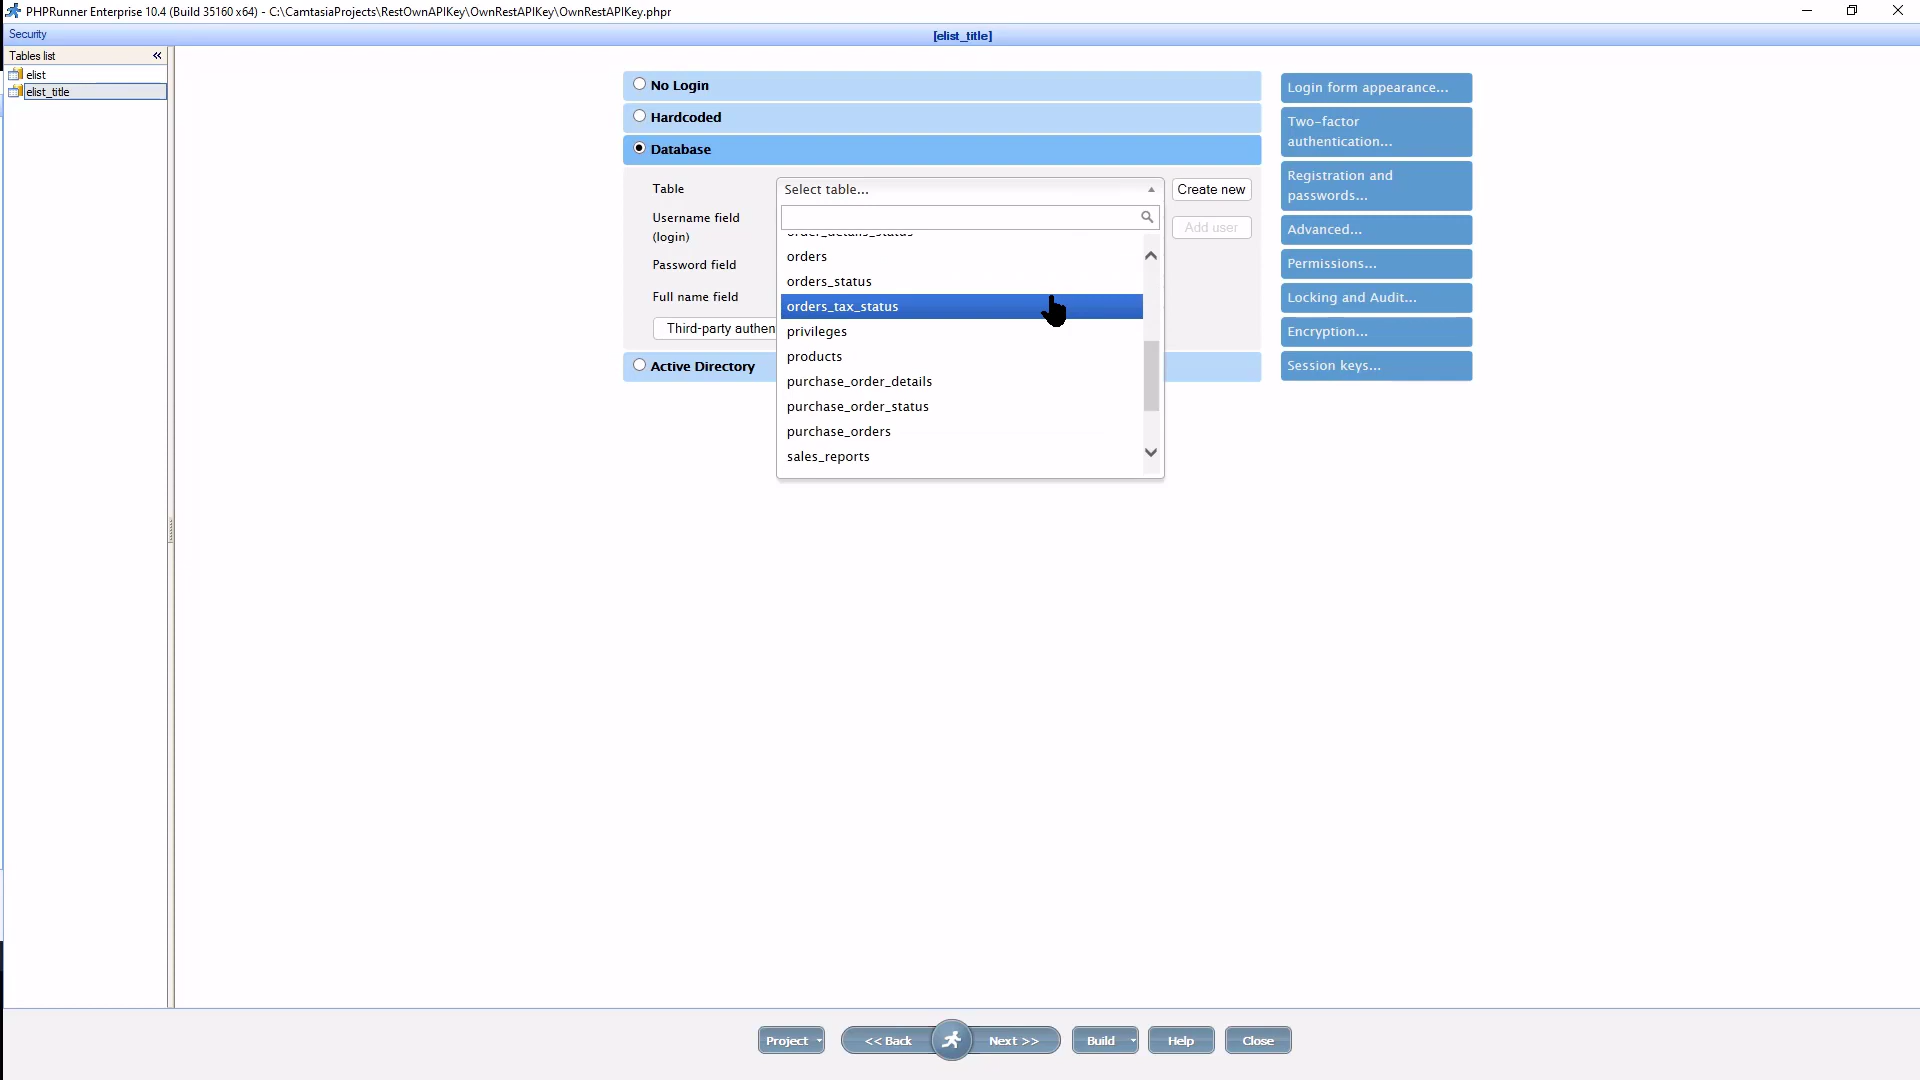 PHPRunner Enterprise 10.4 (Build 35160 x64) - C:\CamtasiaProjects\RestOwnAPIKey\OwnRestAPIKey\OwnRestAPIKey.phpr
Security
[elist_title]
Tables list
elist
elist_title
No Login
Hardcoded
Database
Table
Select table...
Create new
Username field
(login)
Add user
Password field
Full name field
Third-party authen
order_details_status
orders
orders_status
orders_tax_status
privileges
products
purchase_order_details
purchase_order_status
purchase_orders
sales_reports
Active Directory
Login form appearance...
Two-factor
authentication...
Registration and
passwords...
Advanced...
Permissions...
Locking and Audit...
Encryption...
Session keys...
Project
<< Back
Next >>
Build
Help
Close